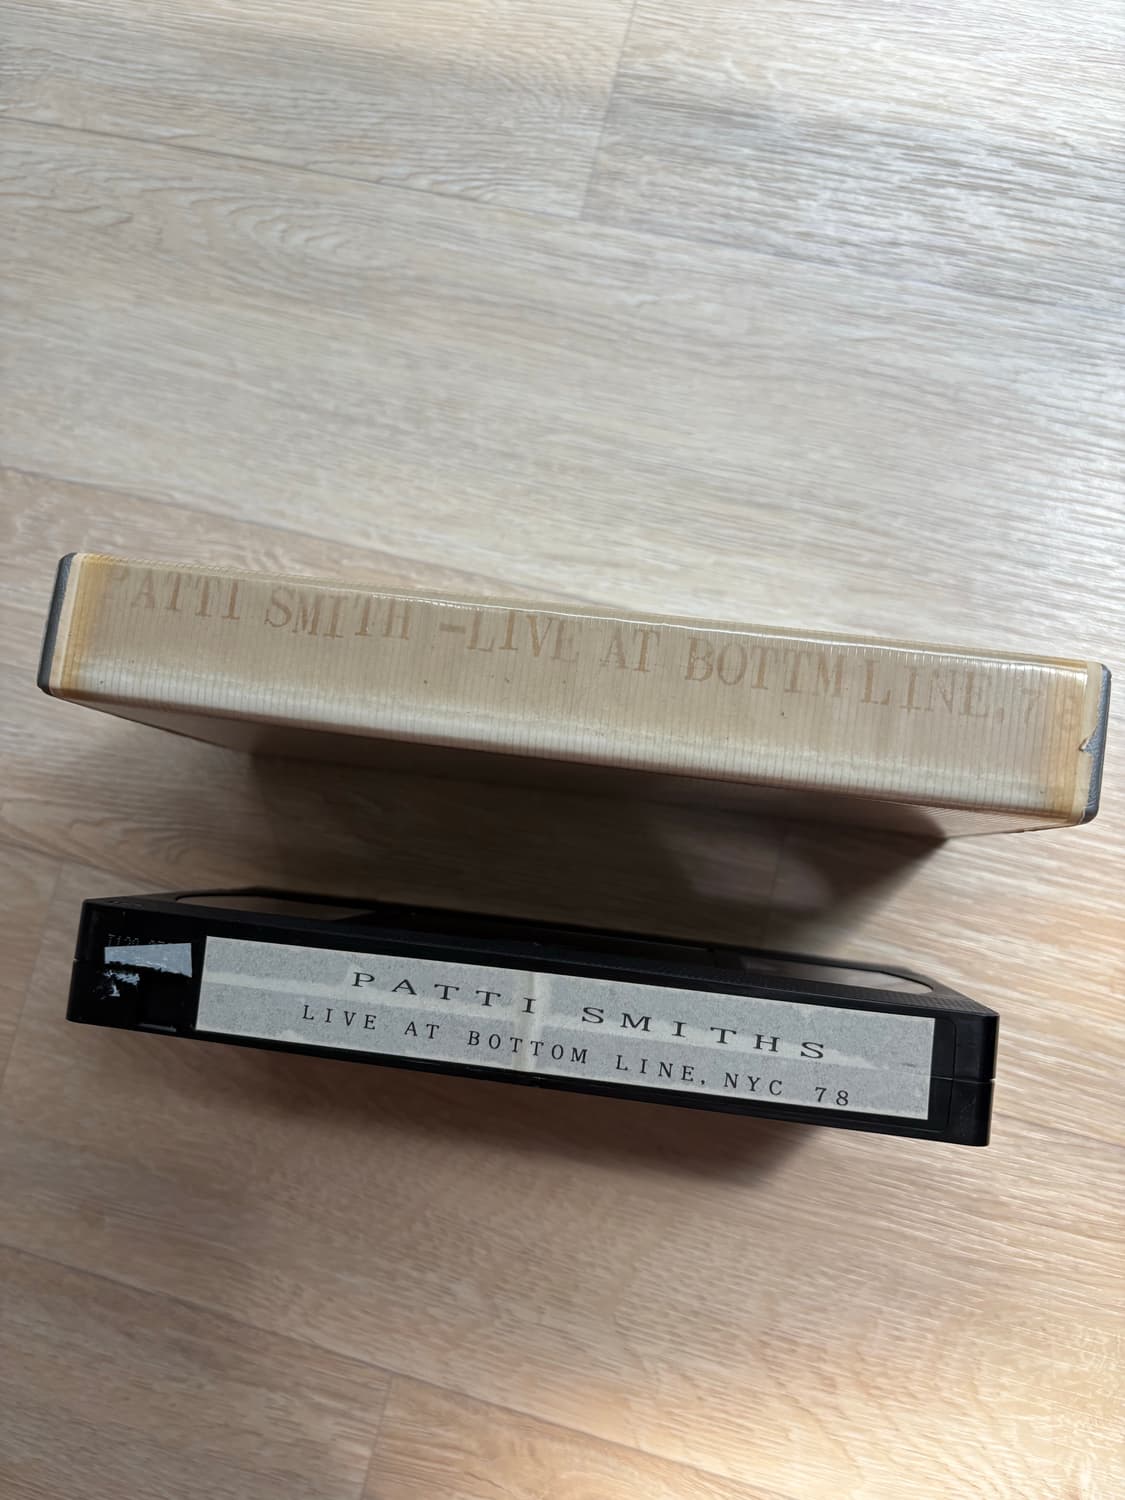 PATTI SMITH -LIVE AT BOTTM LINE. 78
PATTI SMITHS
LIVE AT BOTTOM LINE, NYC 78